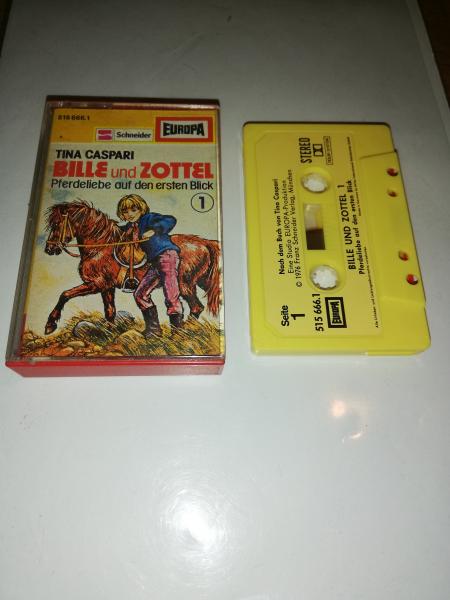 515 666.1
S Schneider
EUROPA
TINA CASPARI
BILLE und ZOTTEL
Pferdeliebe auf den ersten Blick
1
STEREO
Nach dem Buch von Tina Caspari
Eine Studio EUROPA-Produktion
© 1976 Franz Schneider Verlag, München
BILLE UND ZOTTEL 1
Pferdeliebe auf den ersten Blick
Seite
1
515 666.1
EUROPA